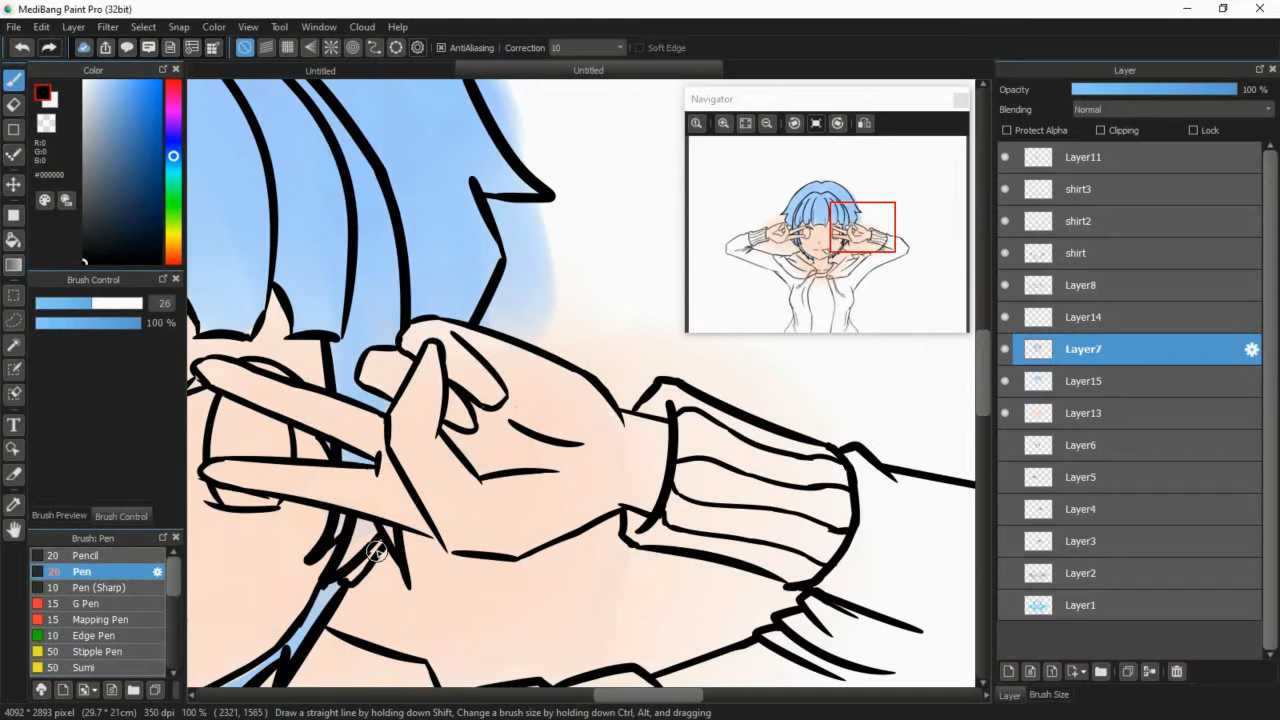 MediBang Paint Pro (32bit)
File Edit Layer Filter Select Snap Color View Tool Window Cloud Help
AntiAliasing Correction 10 Soft Edge
Color
Untitled
Untitled
Layer
Navigator
Opacity 100 %
Blending Normal
Protect Alpha Clipping Lock
R:0
G:0
B:0
#000000
Brush Control
26
100 %
Layer11
shirt3
shirt2
shirt
Layer8
Layer14
Layer7
Layer15
Layer13
Layer6
Layer5
Layer4
Layer3
Layer2
Layer1
Brush Preview Brush Control
Brush: Pen
20 Pencil
26 Pen
10 Pen (Sharp)
15 G Pen
15 Mapping Pen
10 Edge Pen
50 Stipple Pen
50 Sumi
Layer Brush Size
4092 * 2893 pixel (29.7 * 21cm) 350 dpi 100 % ( 2321, 1565 ) Draw a straight line by holding down Shift, Change a brush size by holding down Ctrl, Alt, and dragging